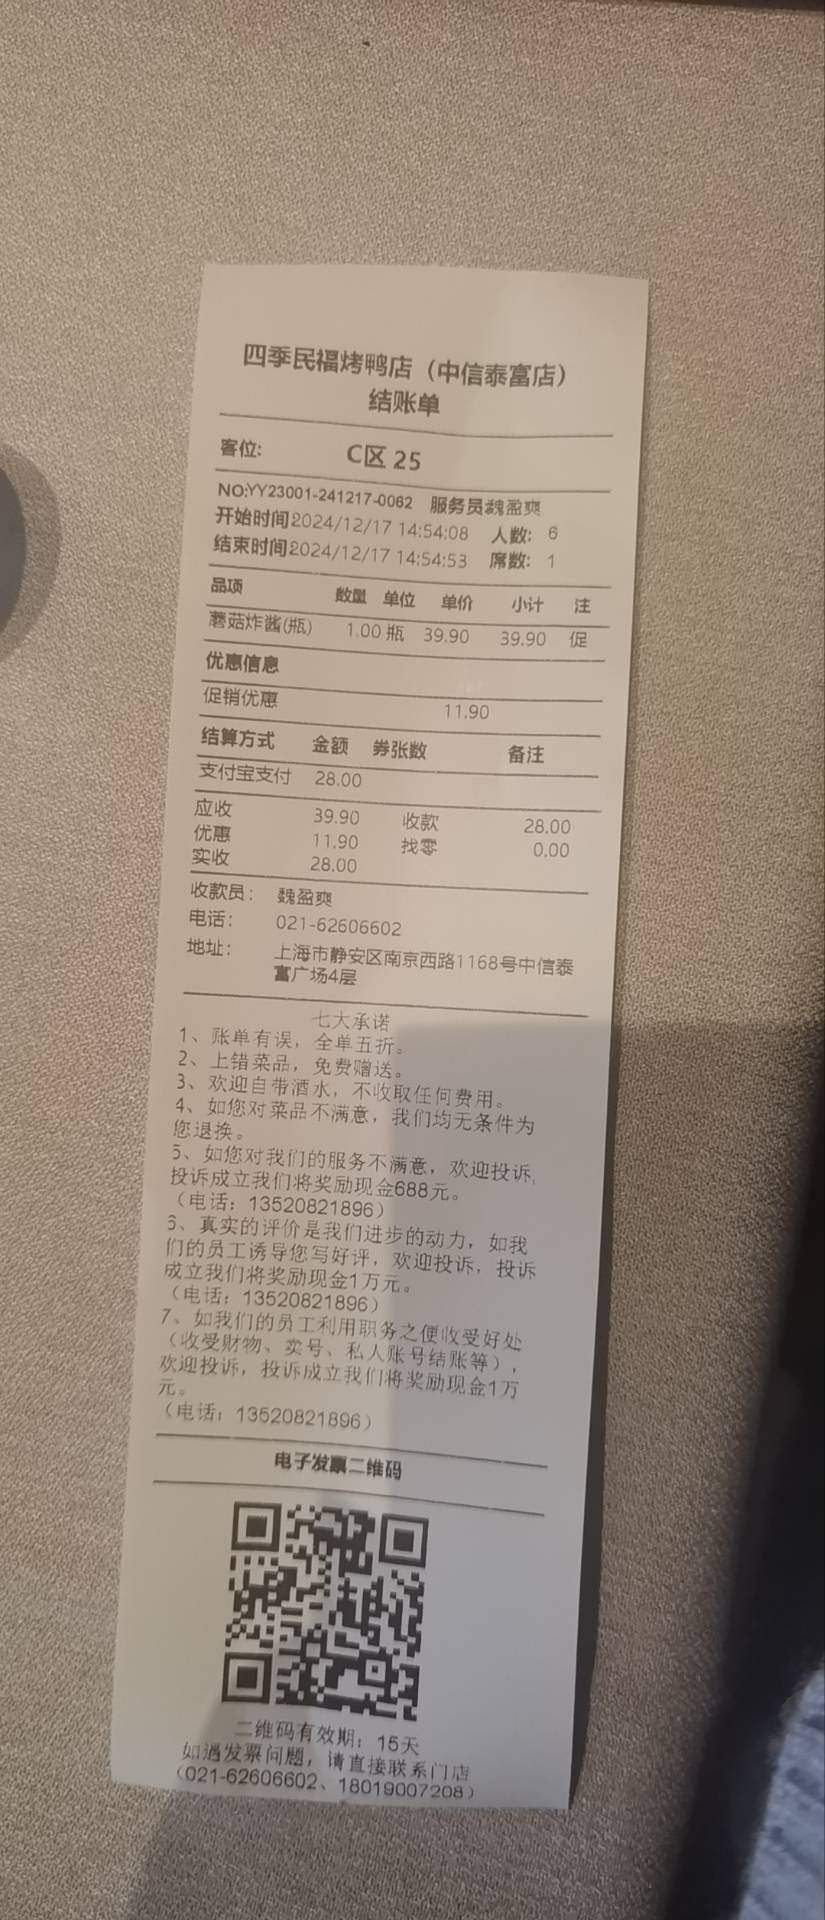 四季民福烤鸭店（中信泰富店）
结账单
客位: C区 25
NO:YY23001-241217-0062 服务员:魏盈爽
开始时间2024/12/17 14:54:08 人数: 6
结束时间2024/12/17 14:54:53 席数: 1
品项 数量 单位 单价 小计 注
蘑菇炸酱(瓶) 1.00 瓶 39.90 39.90 促
优惠信息
促销优惠 11.90
结算方式 金额 券张数 备注
支付宝支付 28.00
应收 39.90 收款 28.00
优惠 11.90 找零 0.00
实收 28.00
收款员: 魏盈爽
电话: 021-62606602
地址: 上海市静安区南京西路1168号中信泰
富广场4层
七大承诺
1、账单有误，全单五折。
2、上错菜品，免费赠送。
3、欢迎自带酒水，不收取任何费用。
4、如您对菜品不满意，我们均无条件为
您退换。
5、如您对我们的服务不满意，欢迎投诉，
投诉成立我们将奖励现金688元。
（电话：13520821896）
6、真实的评价是我们进步的动力，如我
们的员工诱导您写好评，欢迎投诉，投诉
成立我们将奖励现金1万元。
（电话：13520821896）
7、如我们的员工利用职务之便收受好处
（收受财物、卖号、私人账号结账等），
欢迎投诉，投诉成立我们将奖励现金1万
元。
（电话：13520821896）
电子发票二维码
二维码有效期：15天
如遇发票问题，请直接联系门店
（021-62606602、18019007208）